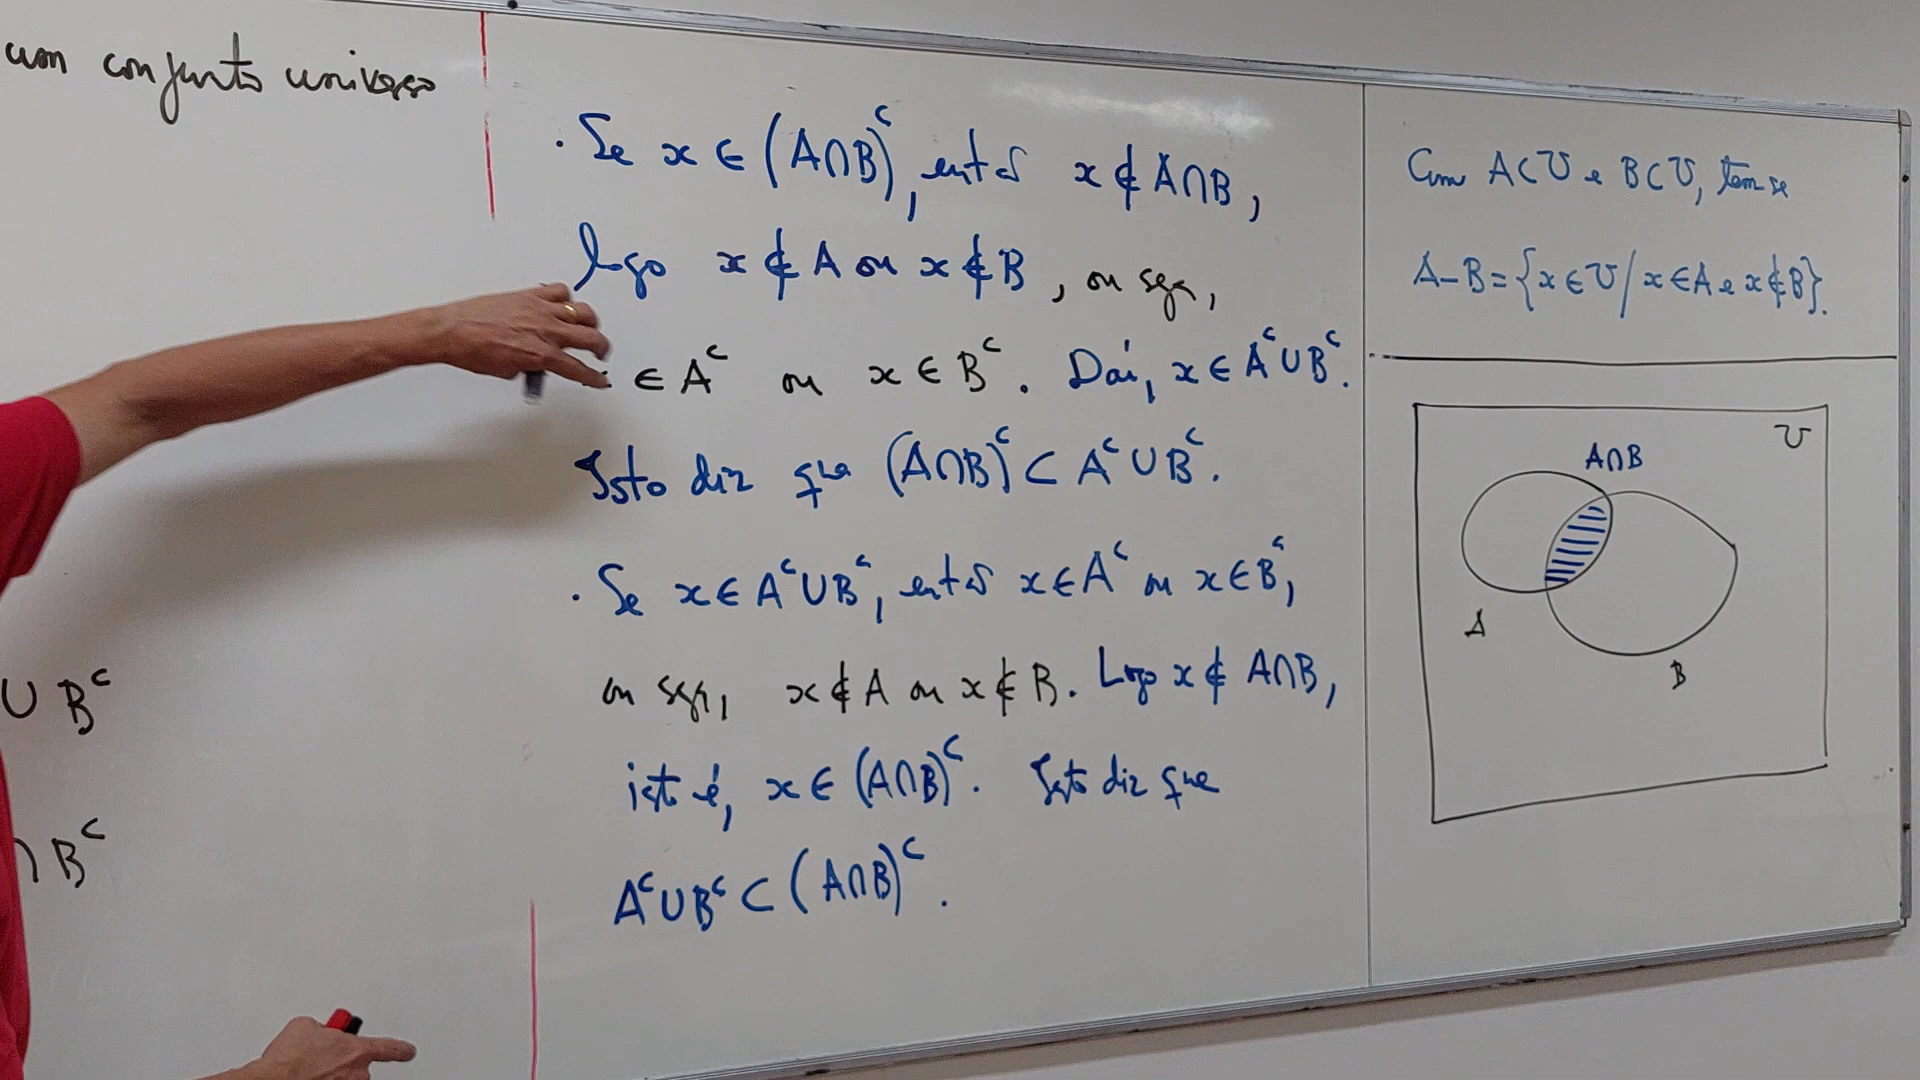 um conjunto universo
∪ B^c
∩ B^c
· Se x ∈ (A∩B)^c, então x ∉ A∩B,
logo x ∉ A ou x ∉ B, ou seja,
∈ A^c ou x ∈ B^c. Daí, x ∈ A^c ∪ B^c.
Isto diz que (A∩B)^c ⊂ A^c ∪ B^c.
· Se x ∈ A^c ∪ B^c, então x ∈ A^c ou x ∈ B^c,
ou seja, x ∉ A ou x ∉ B. Logo x ∉ A∩B,
isto é, x ∈ (A∩B)^c. Isto diz que
A^c ∪ B^c ⊂ (A∩B)^c.
Com A ⊂ U e B ⊂ U, tem se
A – B = {x ∈ U / x ∈ A e x ∉ B}.
U
A∩B
A
B